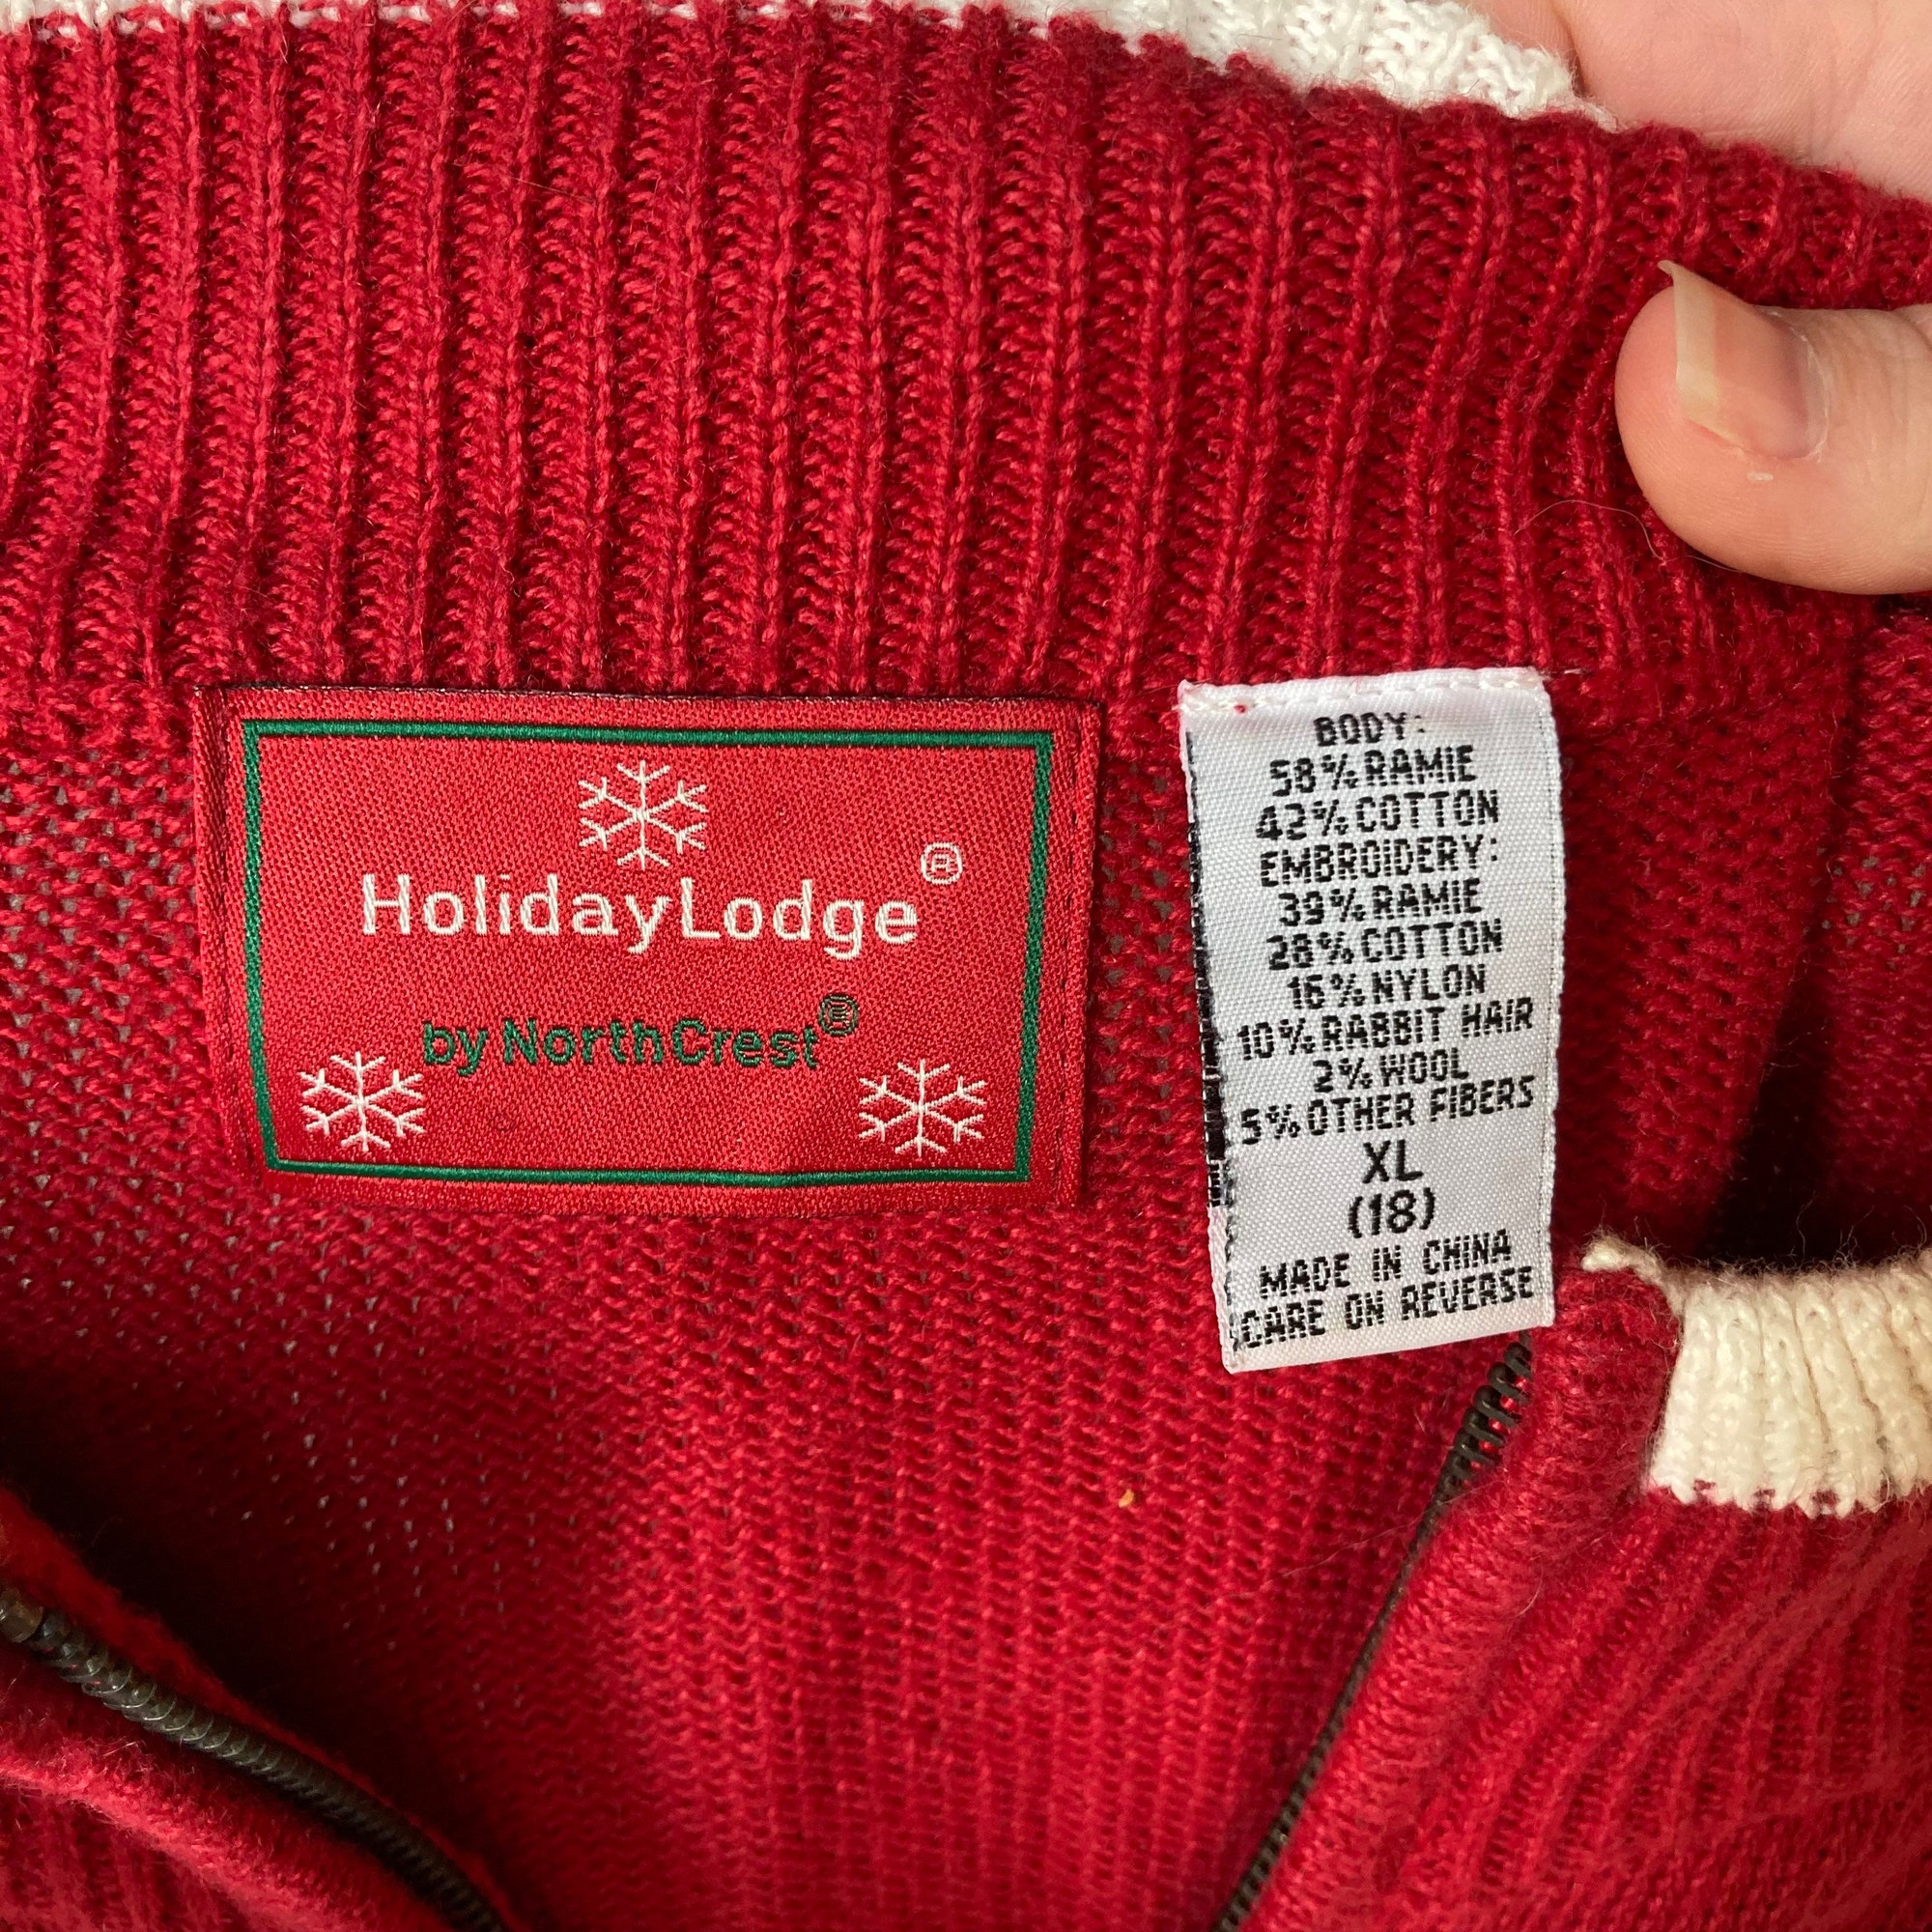 HolidayLodge®
by NorthCrest®
BODY:
58% RAMIE
42% COTTON
EMBROIDERY:
39% RAMIE
28% COTTON
16% NYLON
10% RABBIT HAIR
2% WOOL
5% OTHER FIBERS
XL
(18)
MADE IN CHINA
CARE ON REVERSE